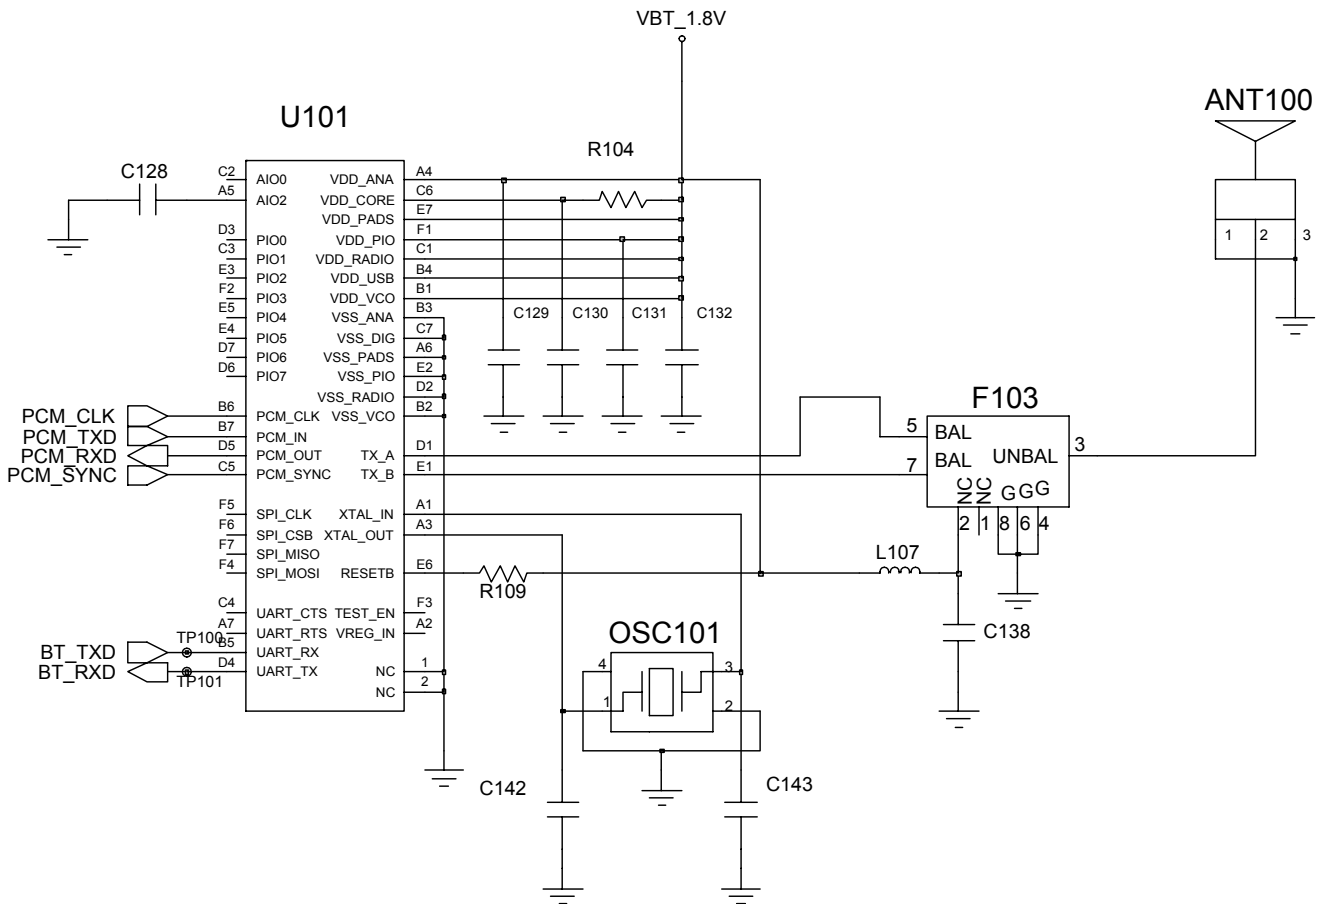 VBT_1.8V
ANT100
1 2 3
U101
R104
C128
C2 AIO0 VDD_ANA A4
A5 AIO2 VDD_CORE C6
VDD_PADS E7
D3 PIO0 VDD_PIO F1
C3 PIO1 VDD_RADIO C1
E3 PIO2 VDD_USB B4
F2 PIO3 VDD_VCO B1
E5 PIO4 VSS_ANA B3
E4 PIO5 VSS_DIG C7
D7 PIO6 VSS_PADS A6
D6 PIO7 VSS_PIO E2
VSS_RADIO D2
PCM_CLK B6 PCM_CLK VSS_VCO B2
PCM_TXD B7 PCM_IN
PCM_RXD D5 PCM_OUT TX_A D1
PCM_SYNC C5 PCM_SYNC TX_B E1
F5 SPI_CLK XTAL_IN A1
F6 SPI_CSB XTAL_OUT A3
F7 SPI_MISO
F4 SPI_MOSI RESETB E6
C4 UART_CTS TEST_EN F3
A7 UART_RTS VREG_IN A2
BT_TXD TP100 B5 UART_RX
BT_RXD TP101 D4 UART_TX NC 1
NC 2
C129 C130 C131 C132
F103
5 BAL
7 BAL UNBAL 3
NC NC G G G
2 1 8 6 4
R109
L107
C138
OSC101
4 3
1 2
C142
C143